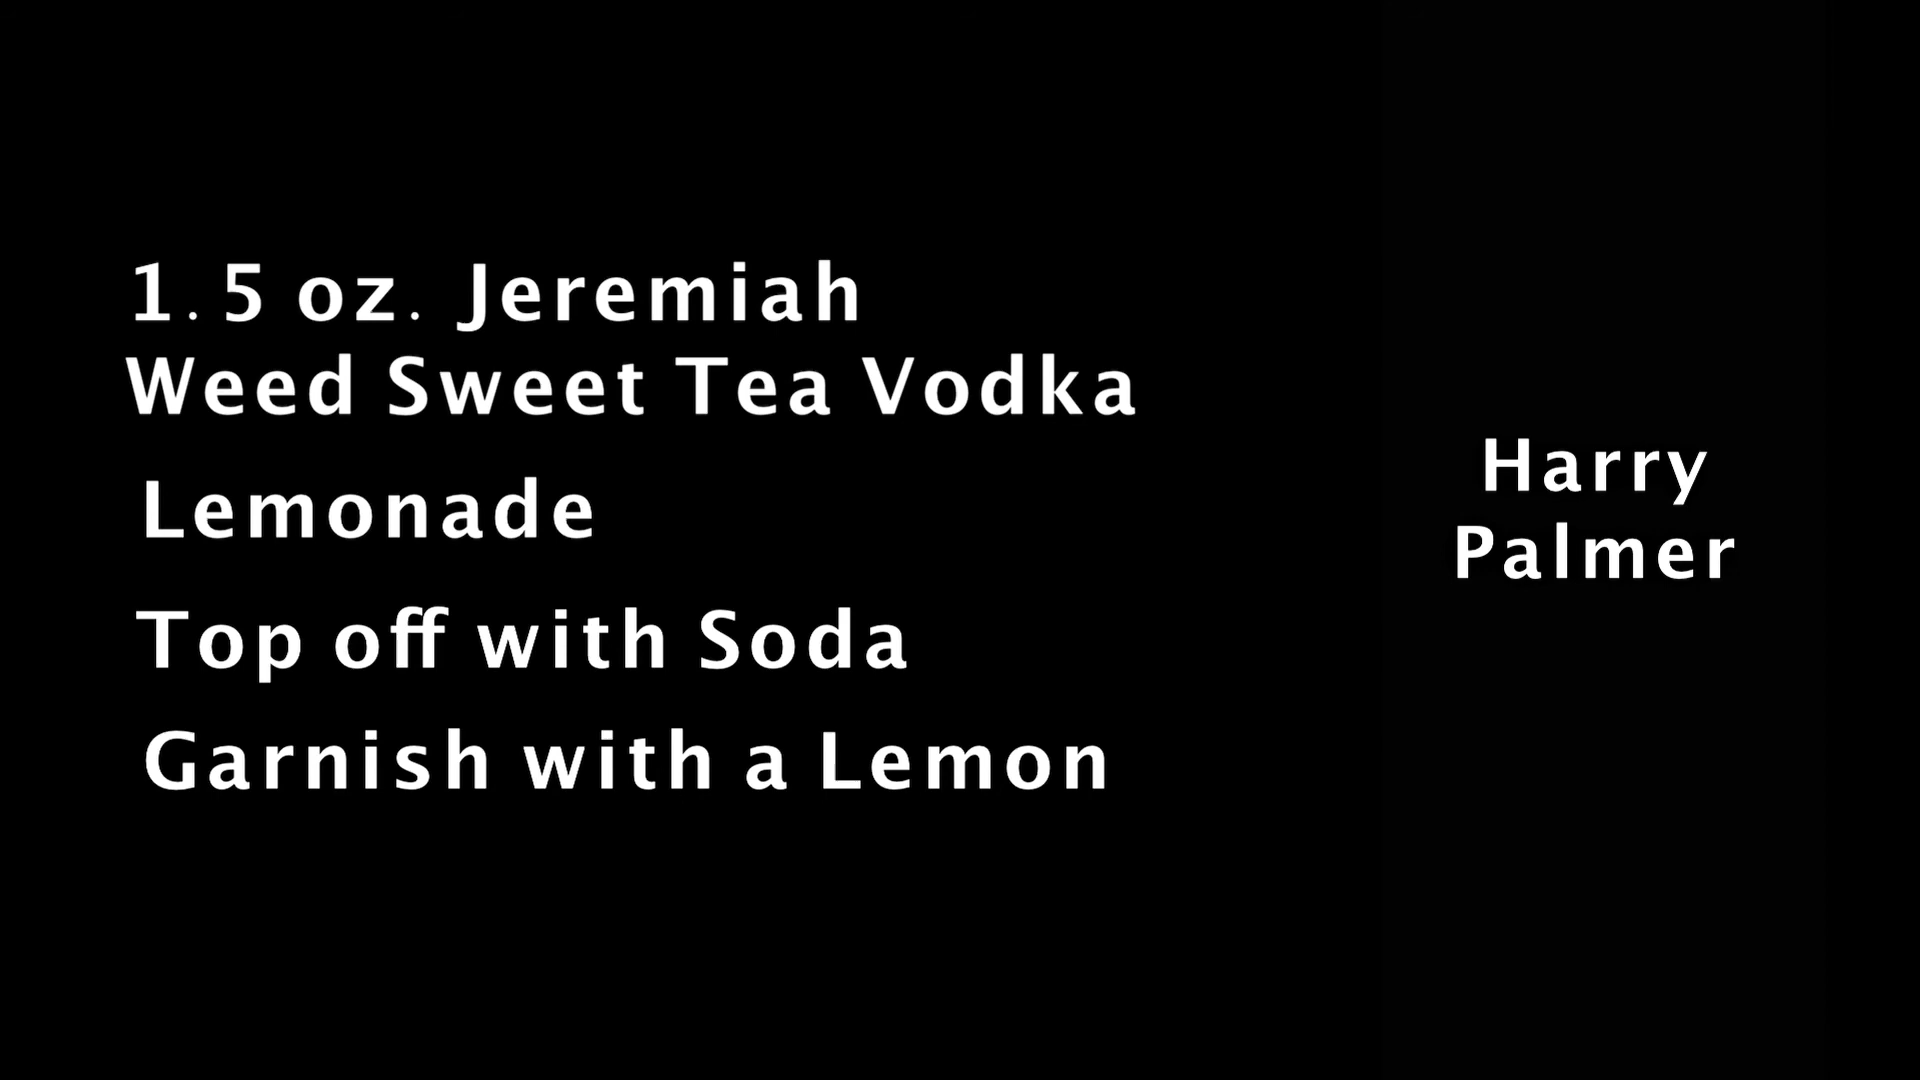 1.5 oz. Jeremiah
Weed Sweet Tea Vodka
Lemonade
Top off with Soda
Garnish with a Lemon
Harry
Palmer